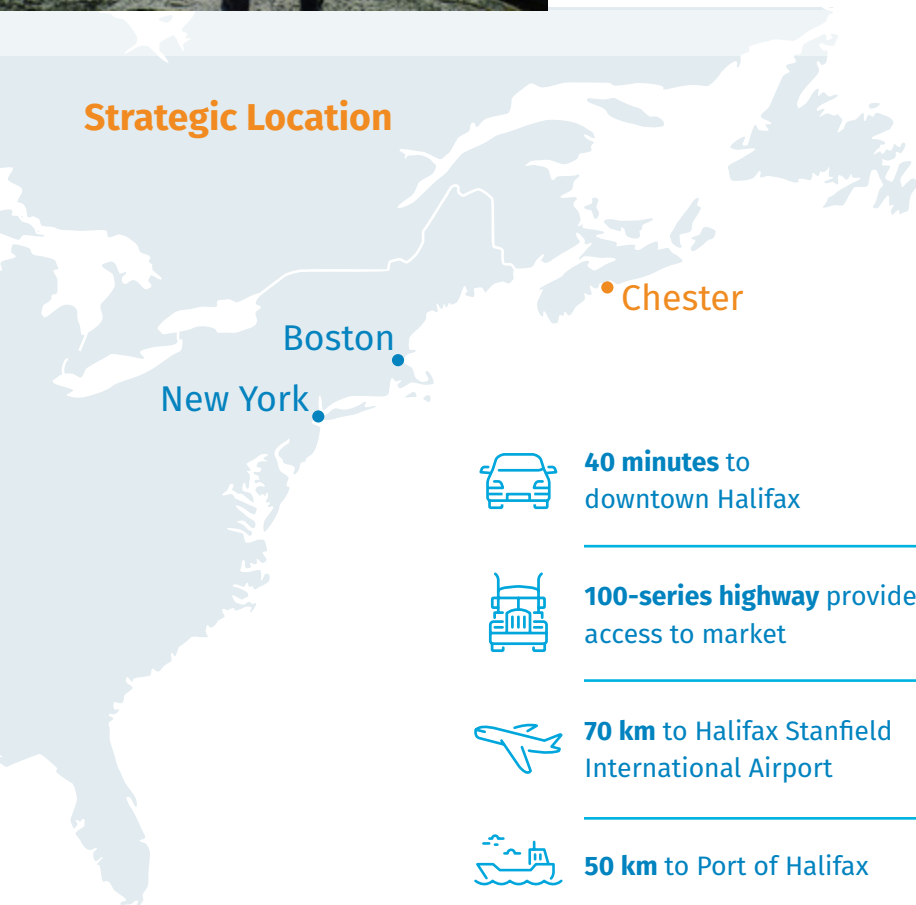 Strategic Location
Chester
Boston
New York
40 minutes to
downtown Halifax
100-series highway provide
access to market
70 km to Halifax Stanfield
International Airport
50 km to Port of Halifax